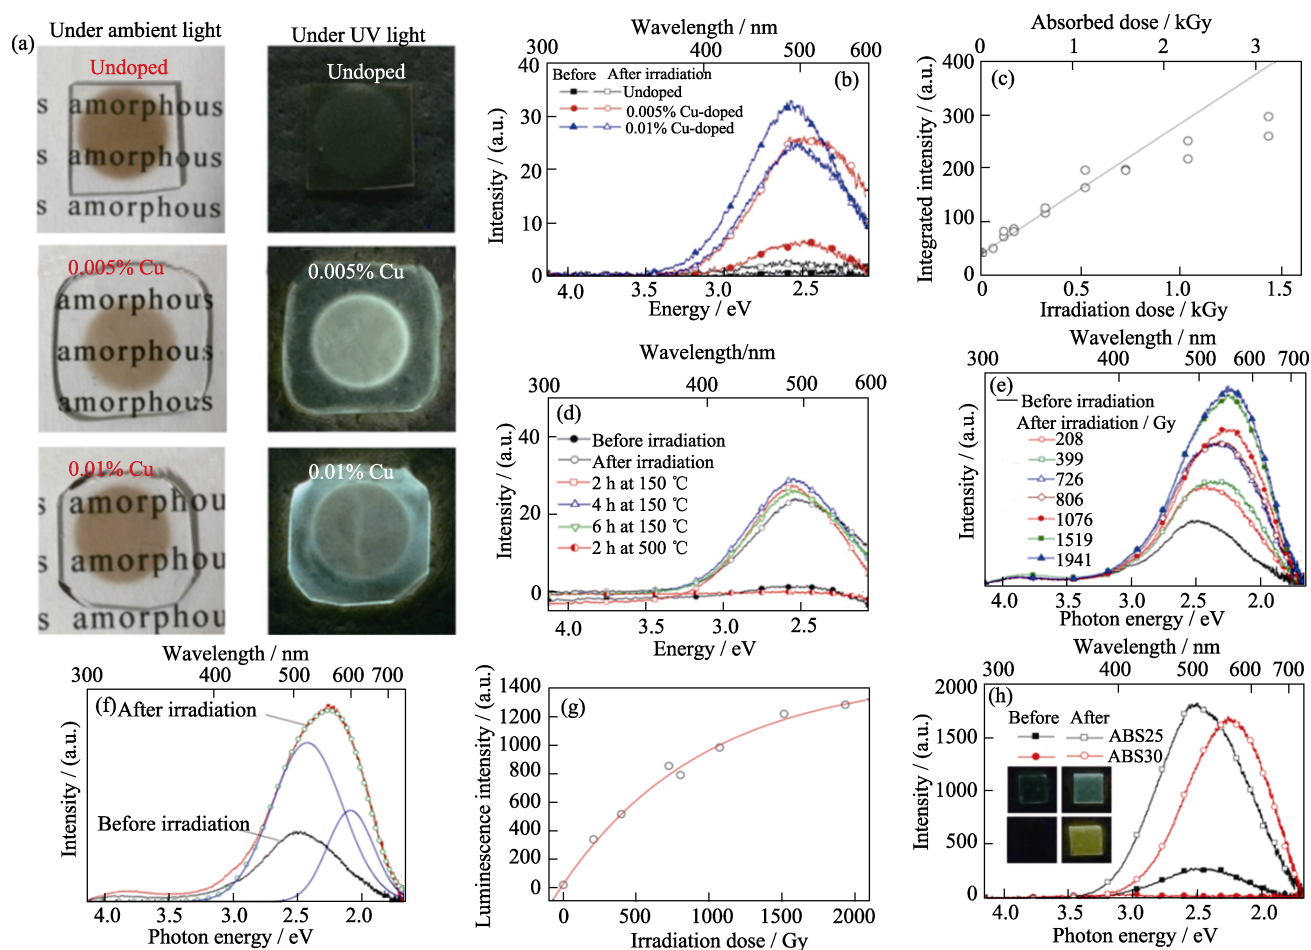 (a)
Under ambient light
Under UV light
Undoped
s amorphous
s amorphous
s amorphous
Undoped
0.005% Cu
amorphous
amorphous
amorphous
0.005% Cu
0.01% Cu
s amorphous
s amorphous
s amorphous
0.01% Cu
Wavelength / nm
300 400 500 600
(b)
Before After irradiation
Undoped
0.005% Cu-doped
0.01% Cu-doped
Intensity / (a.u.)
40
30
20
10
0
4.0 3.5 3.0 2.5
Energy / eV
Absorbed dose / kGy
0 1 2 3
(c)
Integrated intensity / (a.u.)
400
300
200
100
0
0 0.5 1.0 1.5
Irradiation dose / kGy
Wavelength/nm
300 400 500 600
(d)
Before irradiation
After irradiation
2 h at 150 ℃
4 h at 150 ℃
6 h at 150 ℃
2 h at 500 ℃
Intensity / (a.u.)
40
20
0
4.0 3.5 3.0 2.5
Energy / eV
Wavelength / nm
300 400 500 600 700
(e)
Before irradiation
After irradiation / Gy
208
399
726
806
1076
1519
1941
Intensity / (a.u.)
4.0 3.5 3.0 2.5 2.0
Photon energy / eV
Wavelength / nm
300 400 500 600 700
(f)
After irradiation
Before irradiation
Intensity / (a.u.)
4.0 3.5 3.0 2.5 2.0
Photon energy / eV
(g)
Luminescence intensity / (a.u.)
1400
1200
1000
800
600
400
200
0
0 500 1000 1500 2000
Irradiation dose / Gy
Wavelength / nm
300 400 500 600 700
(h)
Before After
ABS25
ABS30
Intensity / (a.u.)
2000
1500
1000
500
0
4.0 3.5 3.0 2.5 2.0
Photon energy / eV